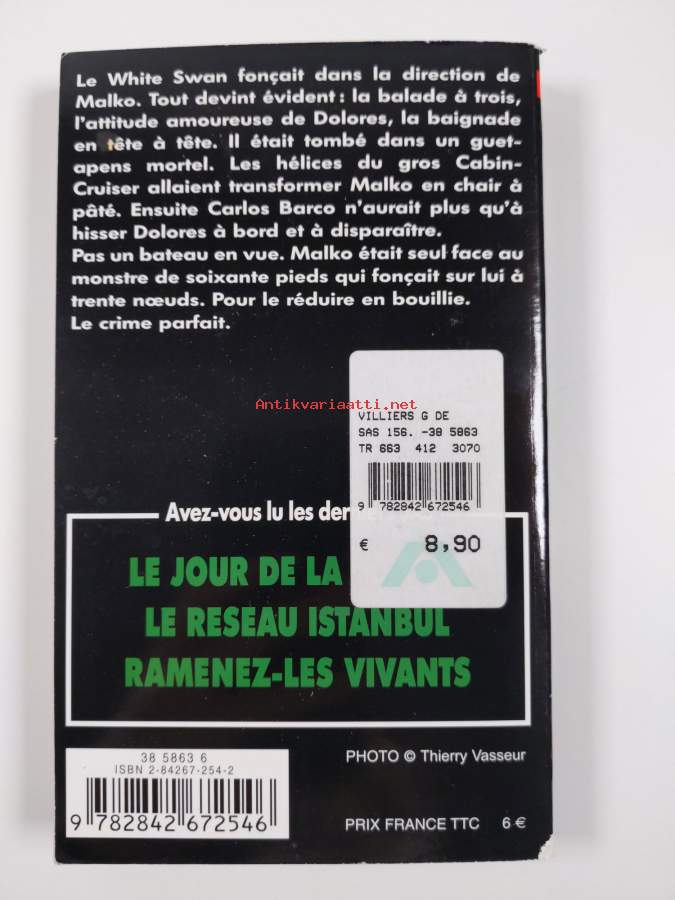 Le White Swan fonçait dans la direction de
Malko. Tout devint évident : la balade à trois,
l'attitude amoureuse de Dolores, la baignade
en tête à tête. Il était tombé dans un guet-
apens mortel. Les hélices du gros Cabin-
Cruiser allaient transformer Malko en chair à
pâté. Ensuite Carlos Barco n'aurait plus qu'à
hisser Dolores à bord et à disparaître.
Pas un bateau en vue. Malko était seul face au
monstre de soixante pieds qui fonçait sur lui à
trente nœuds. Pour le réduire en bouillie.
Le crime parfait.
Antikvariaatti.net
VILLIERS G DE
SAS 156. -38 5863
TR 663 412 3070
9 782842 672546
€ 8,90
Avez-vous lu les
LE JOUR DE LA
LE RESEAU ISTANBUL
RAMENEZ-LES VIVANTS
38 5863 6
ISBN 2-84267-254-2
9 782842 672546
PHOTO © Thierry Vasseur
PRIX FRANCE TTC 6 €